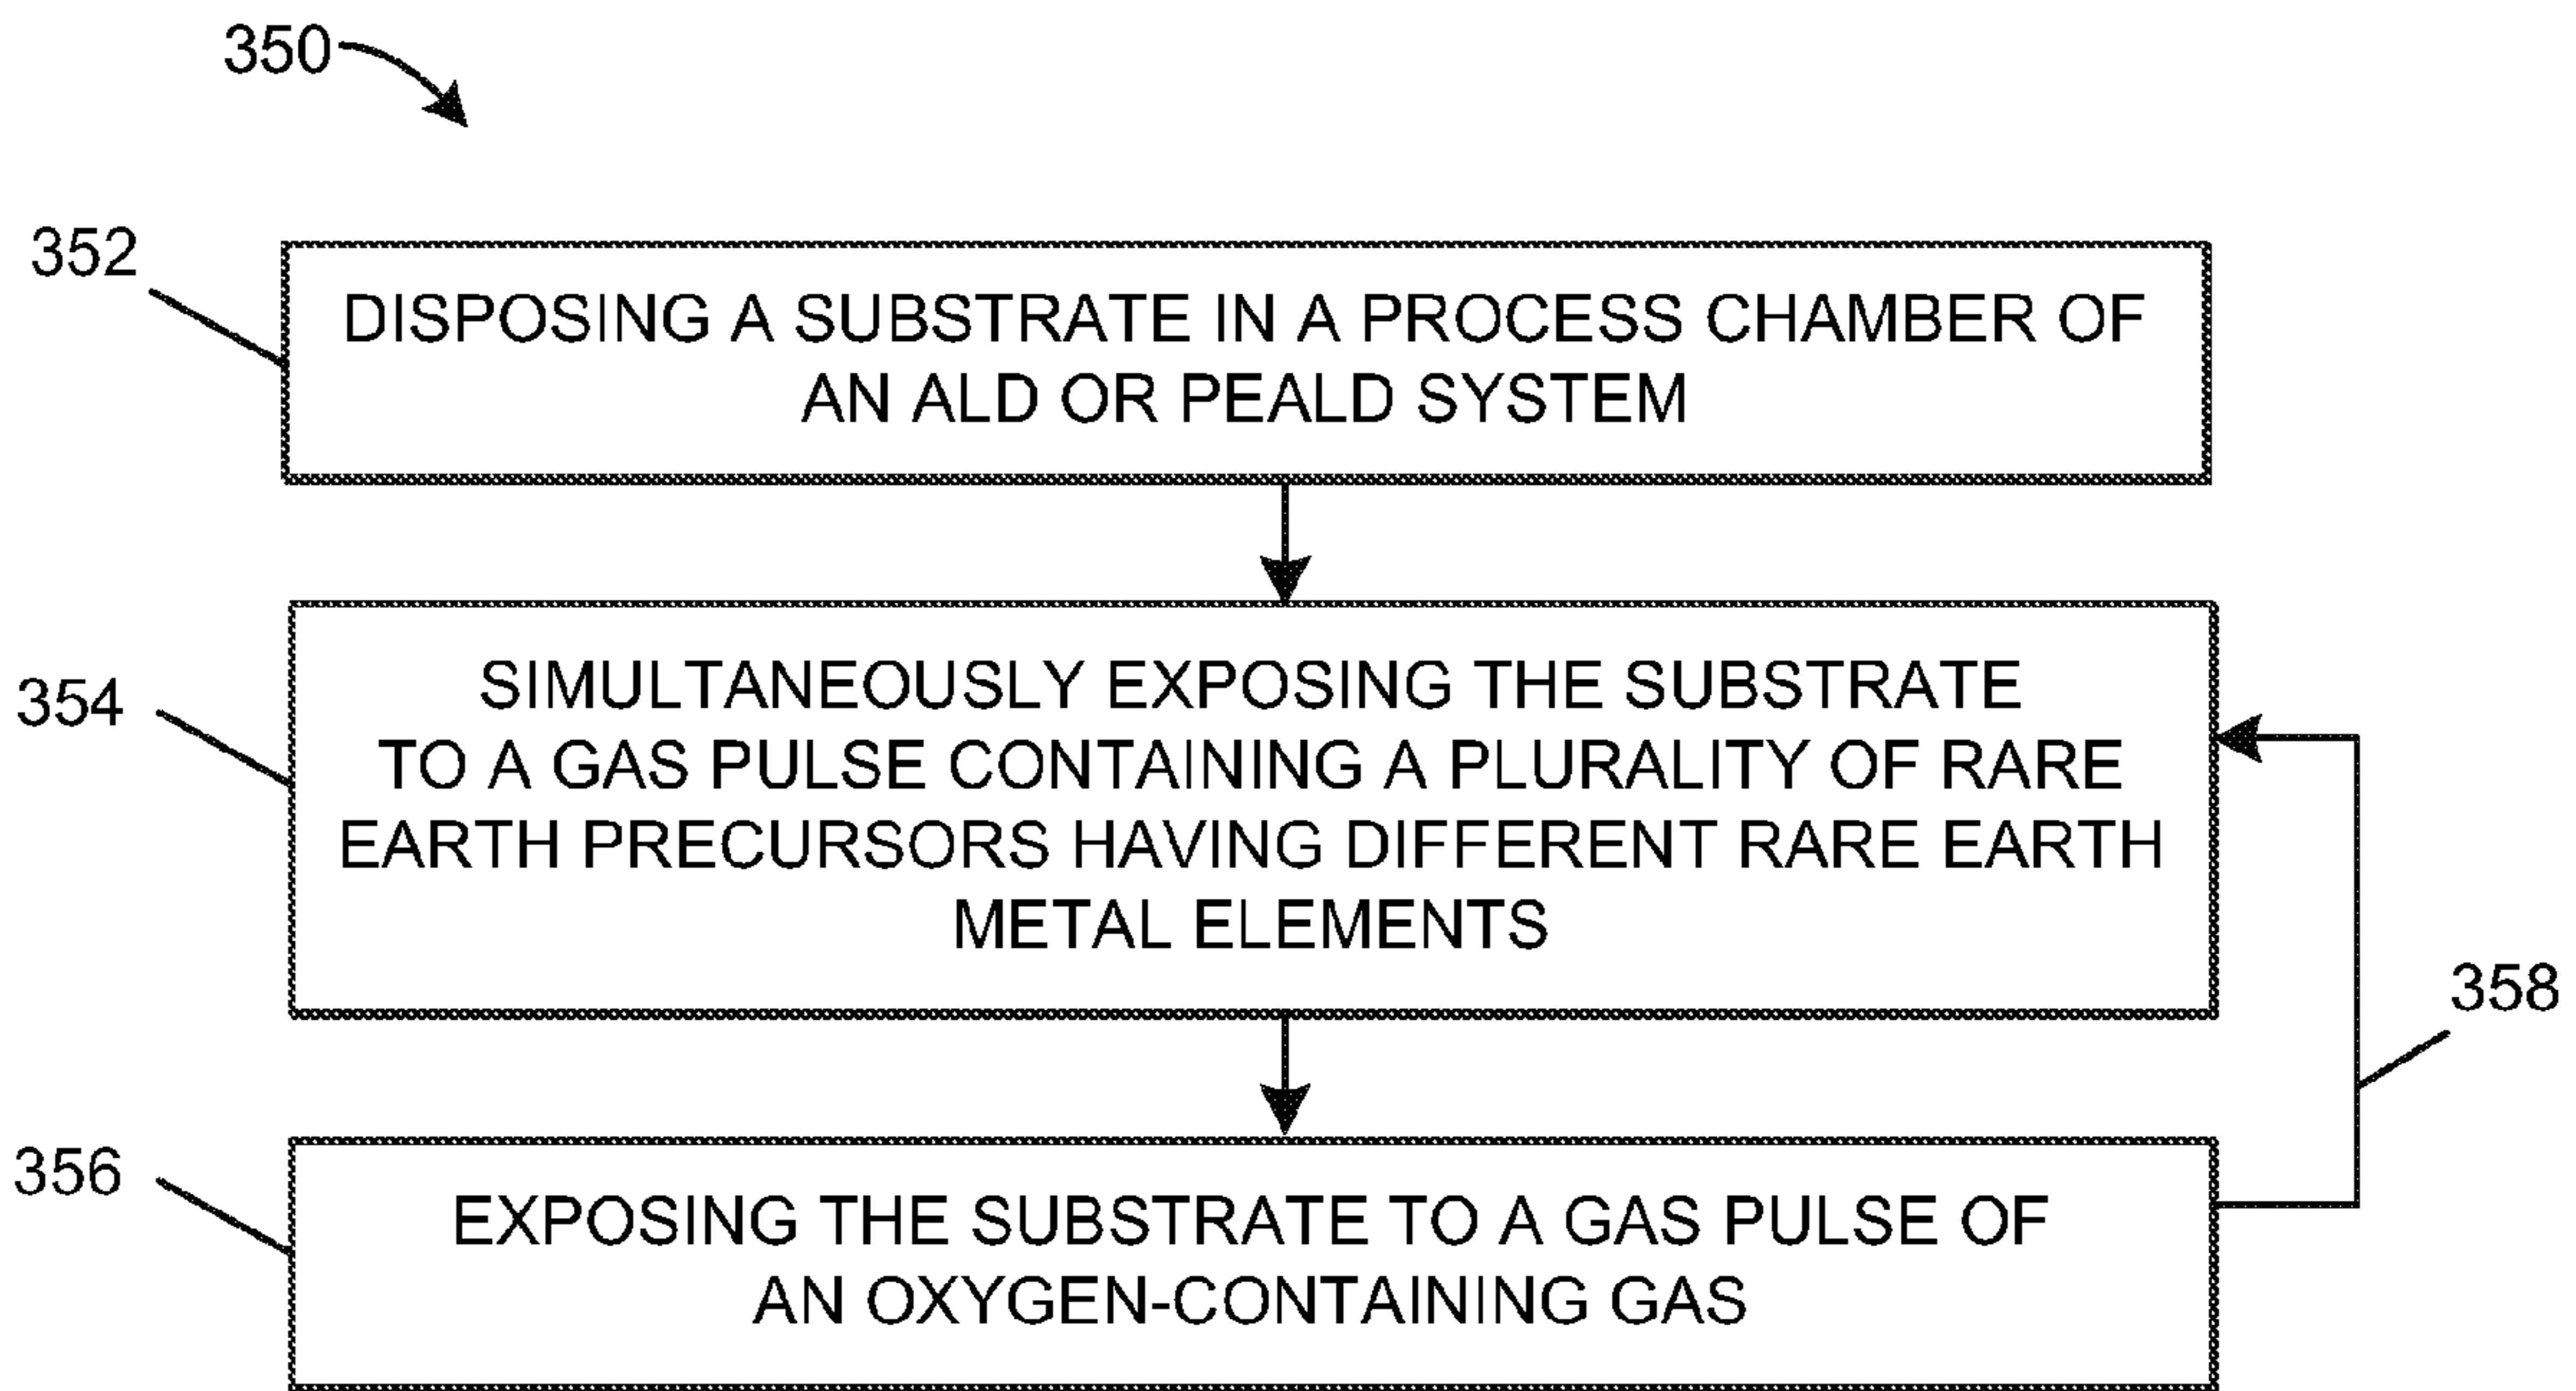 350
352
DISPOSING A SUBSTRATE IN A PROCESS CHAMBER OF
AN ALD OR PEALD SYSTEM
354
SIMULTANEOUSLY EXPOSING THE SUBSTRATE
TO A GAS PULSE CONTAINING A PLURALITY OF RARE
EARTH PRECURSORS HAVING DIFFERENT RARE EARTH
METAL ELEMENTS
358
356
EXPOSING THE SUBSTRATE TO A GAS PULSE OF
AN OXYGEN-CONTAINING GAS